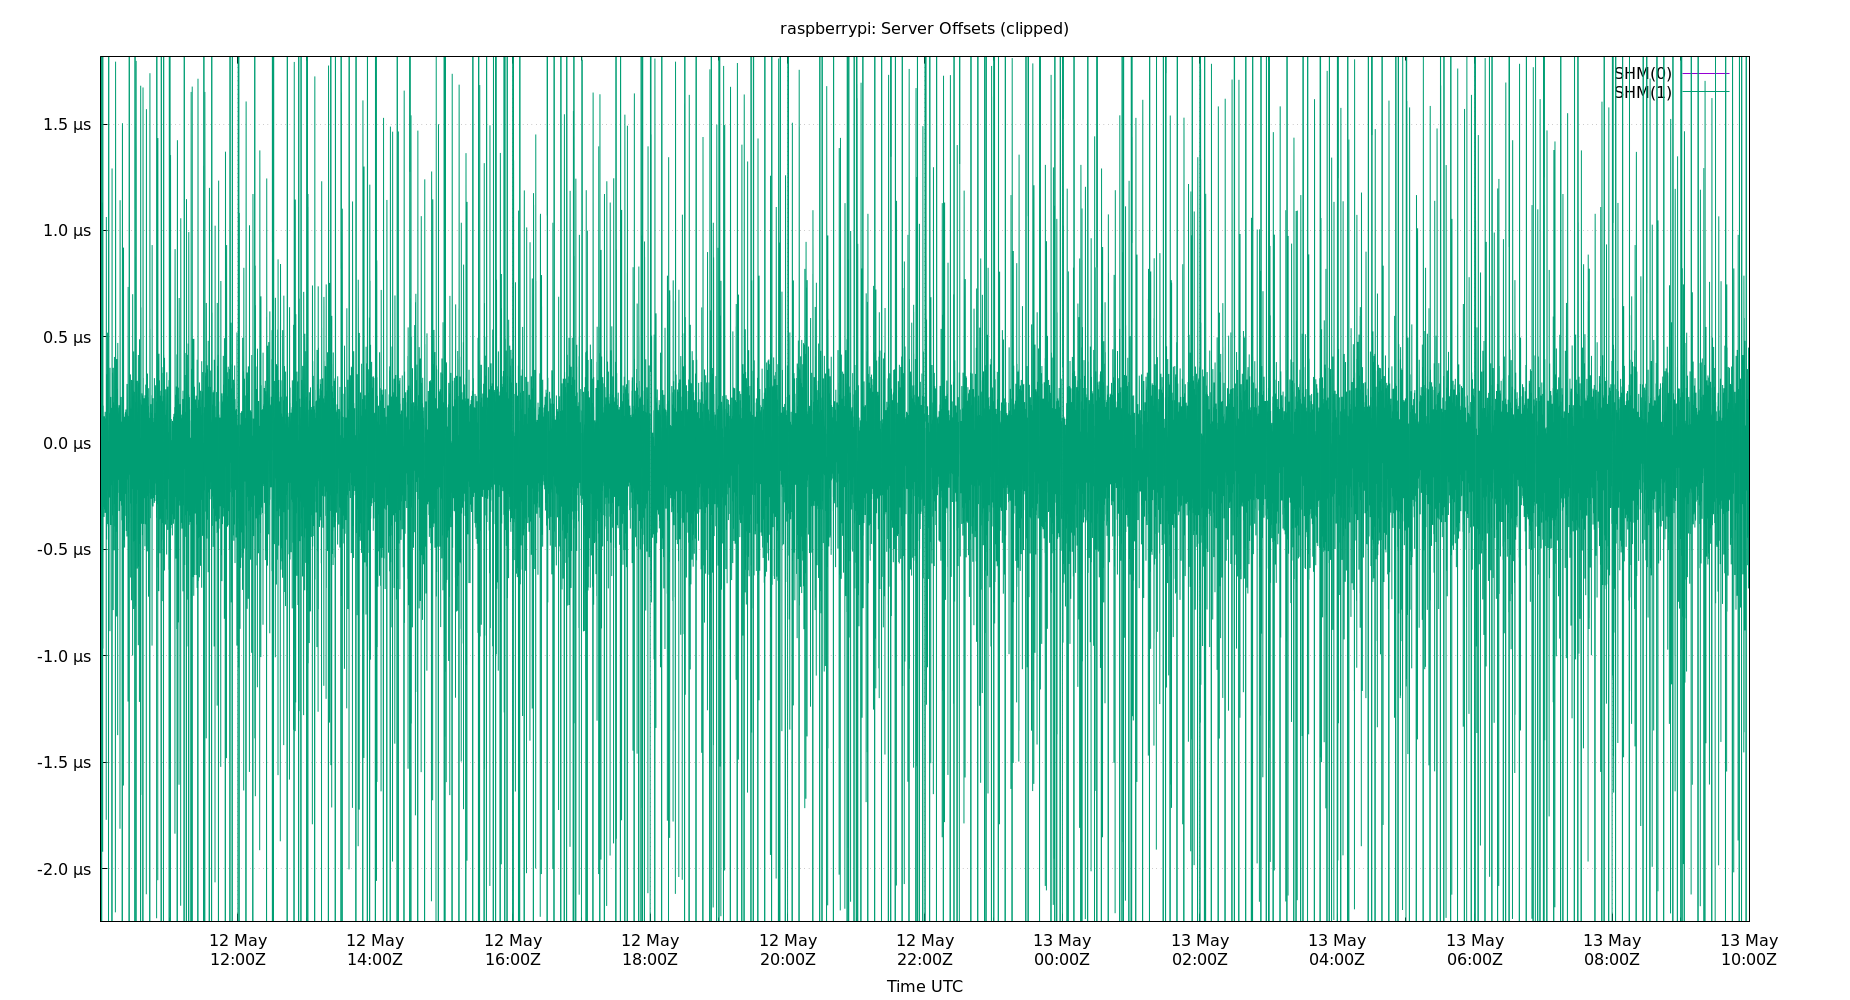 raspberrypi: Server Offsets (clipped)
SHM(0)
SHM(1)
1.5 µs
1.0 µs
0.5 µs
0.0 µs
-0.5 µs
-1.0 µs
-1.5 µs
-2.0 µs
12 May 12 May 12 May 12 May 12 May 12 May 13 May 13 May 13 May 13 May 13 May 13 May
12:00Z 14:00Z 16:00Z 18:00Z 20:00Z 22:00Z 00:00Z 02:00Z 04:00Z 06:00Z 08:00Z 10:00Z
Time UTC